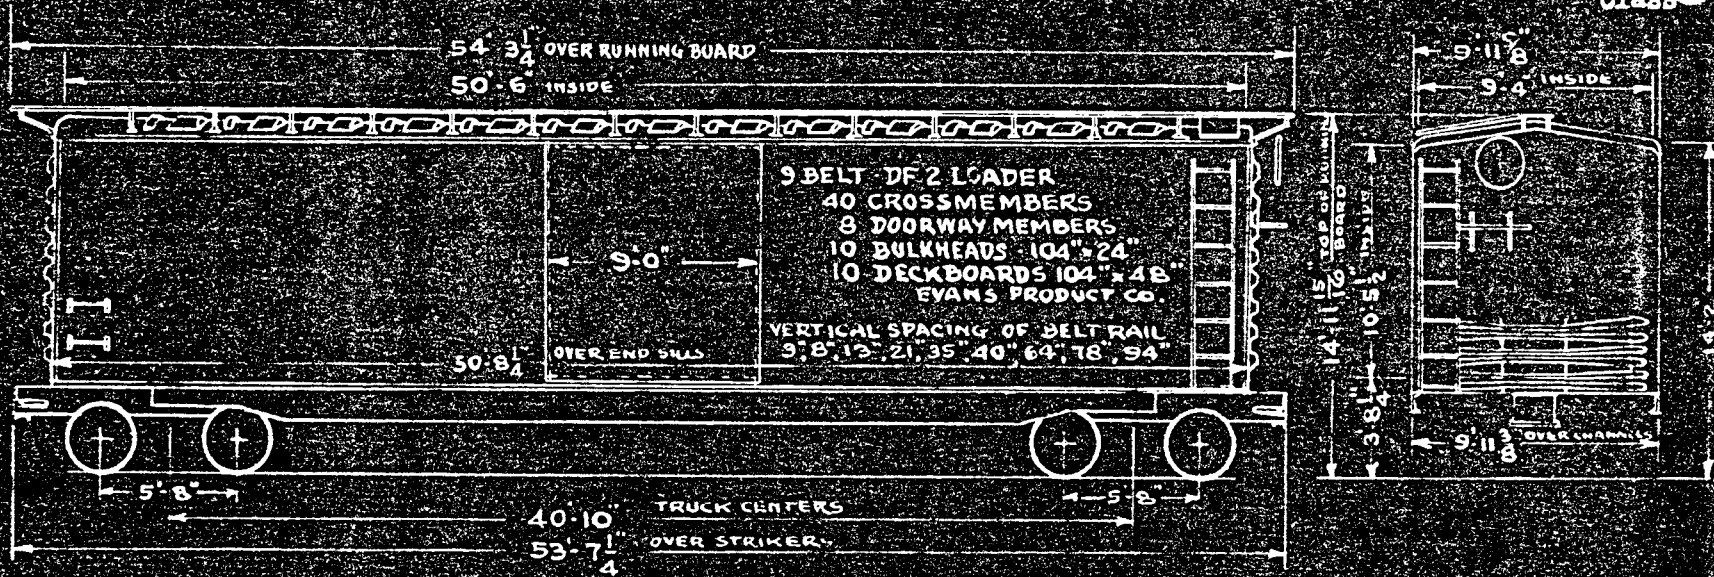 Class
54' 3 1/4" OVER RUNNING BOARD
50'-6" INSIDE
9'-11 5/8"
9'-4" INSIDE
9 BELT DF 2 LOADER
40 CROSSMEMBERS
8 DOORWAY MEMBERS
10 BULKHEADS 104"x24"
10 DECKBOARDS 104"x48"
EVANS PRODUCT CO.
9'-0"
VERTICAL SPACING OF BELT RAIL
9", 8", 13", 21", 35", 40", 64", 78", 94"
50'-8 1/4" OVER END SILLS
14'-11 15/16" TOP OF RUNNING BOARD
10'-5 1/2" INSIDE
3'-8 1/4"
9'-11 3/8" OVER CHANNELS
5'-8"
5'-8"
40'-10" TRUCK CENTERS
53'-7 1/4" OVER STRIKERS